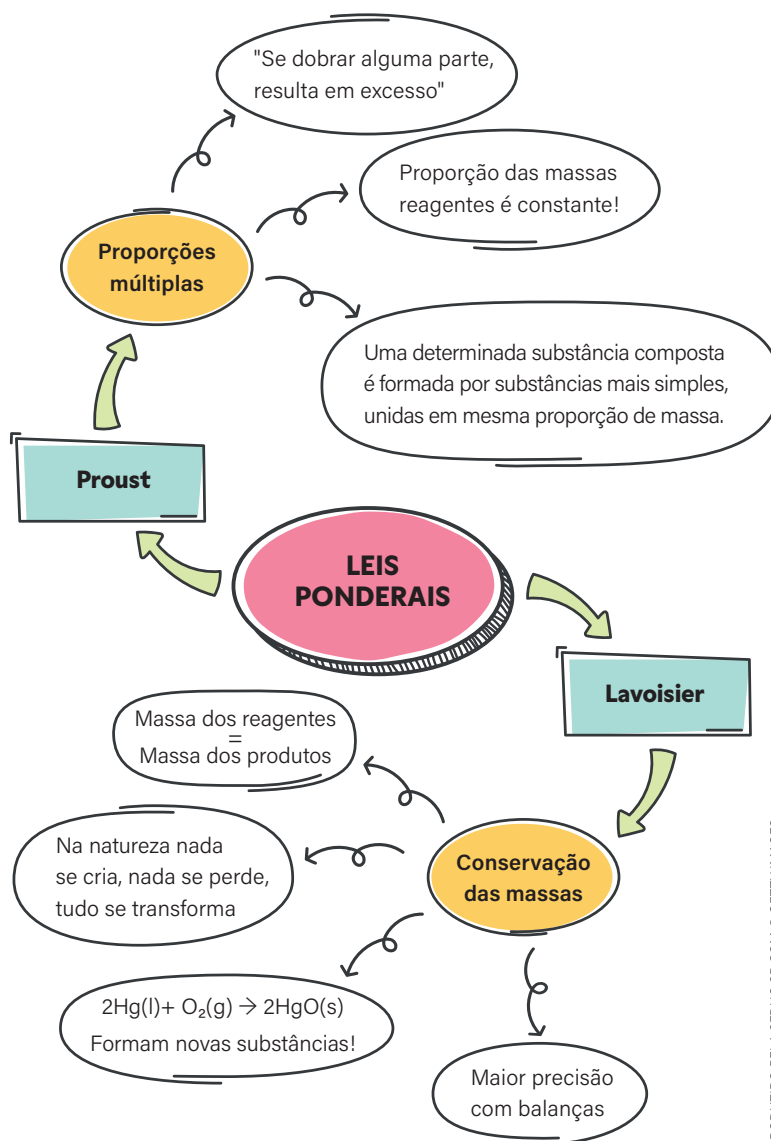 "Se dobrar alguma parte,
resulta em excesso"
Proporção das massas
reagentes é constante!
Proporções
múltiplas
Uma determinada substância composta
é formada por substâncias mais simples,
unidas em mesma proporção de massa.
Proust
LEIS
PONDERAIS
Lavoisier
Massa dos reagentes
=
Massa dos produtos
Na natureza nada
se cria, nada se perde,
tudo se transforma
Conservação
das massas
2Hg(l)+ O₂(g) → 2HgO(s)
Formam novas substâncias!
Maior precisão
com balanças